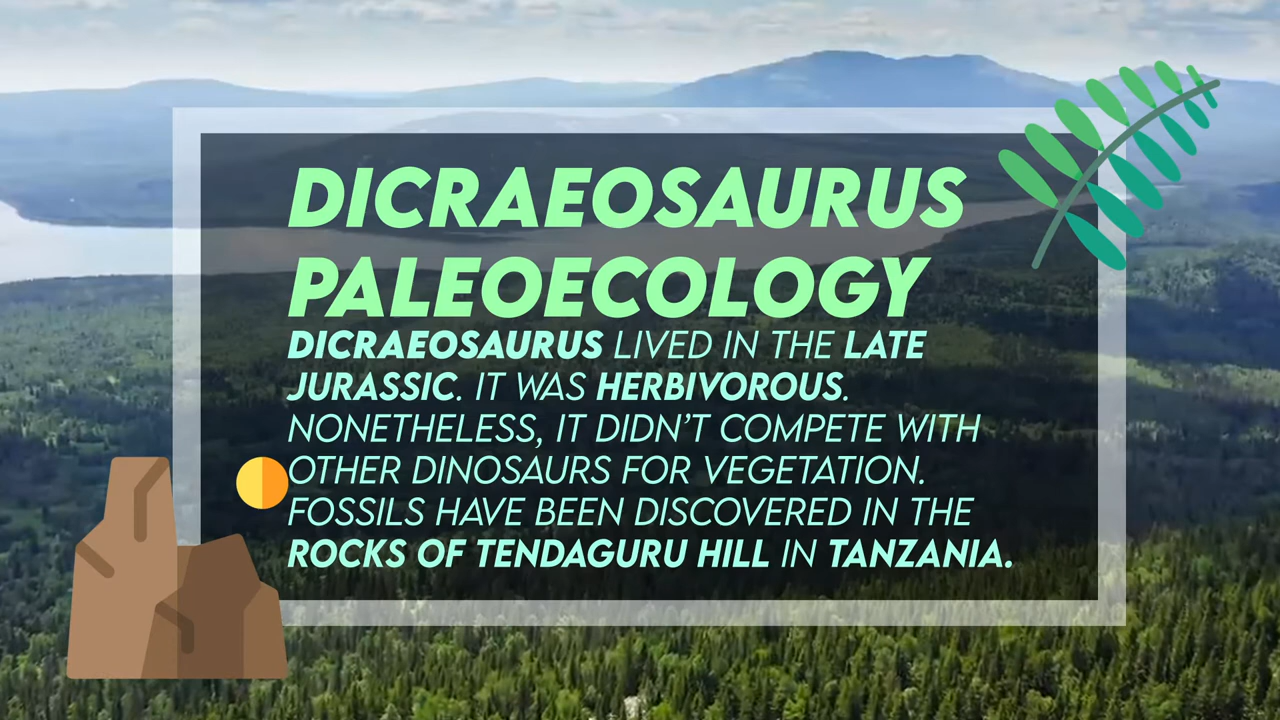 DICRAEOSAURUS
PALEOECOLOGY
DICRAEOSAURUS LIVED IN THE LATE
JURASSIC. IT WAS HERBIVOROUS.
NONETHELESS, IT DIDN'T COMPETE WITH
OTHER DINOSAURS FOR VEGETATION.
FOSSILS HAVE BEEN DISCOVERED IN THE
ROCKS OF TENDAGURU HILL IN TANZANIA.